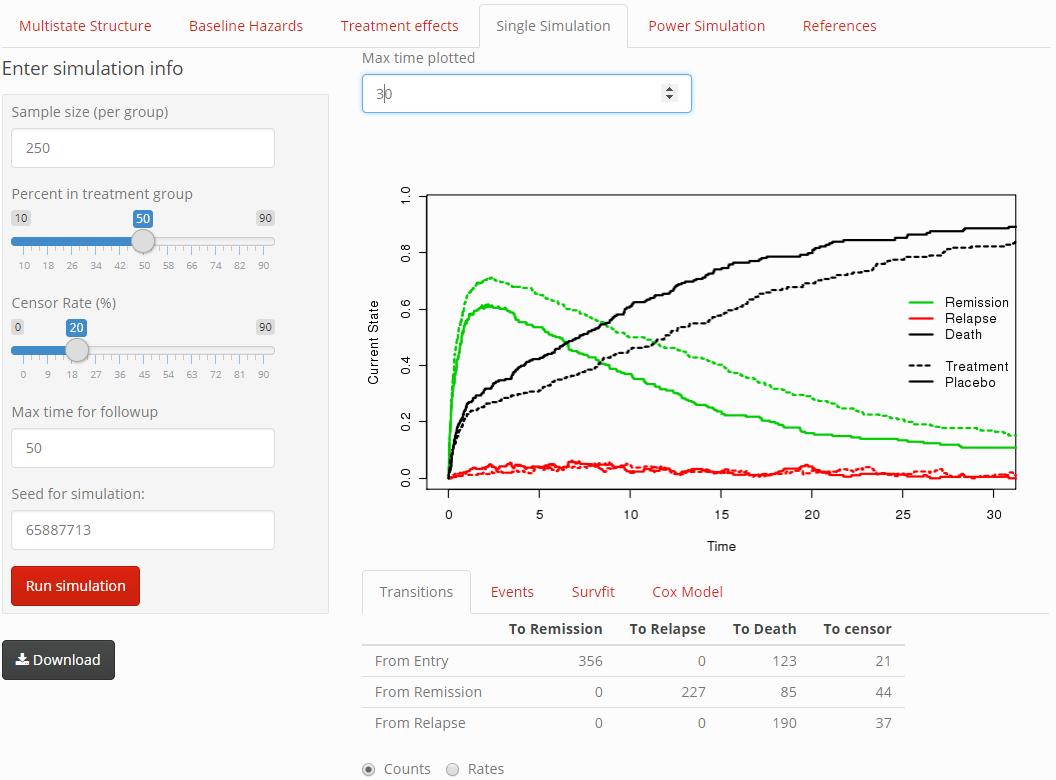 Multistate Structure Baseline Hazards Treatment effects Single Simulation Power Simulation References
Enter simulation info
Sample size (per group)
250
Percent in treatment group
10 50 90
10 18 26 34 42 50 58 66 74 82 90
Censor Rate (%)
0 20 90
0 9 18 27 36 45 54 63 72 81 90
Max time for followup
50
Seed for simulation:
65887713
Run simulation
Download
Max time plotted
30
Current State
1.0
0.8
0.6
0.4
0.2
0.0
Remission
Relapse
Death
Treatment
Placebo
0 5 10 15 20 25 30
Time
Transitions Events Survfit Cox Model
To Remission To Relapse To Death To censor
From Entry 356 0 123 21
From Remission 0 227 85 44
From Relapse 0 0 190 37
Counts Rates